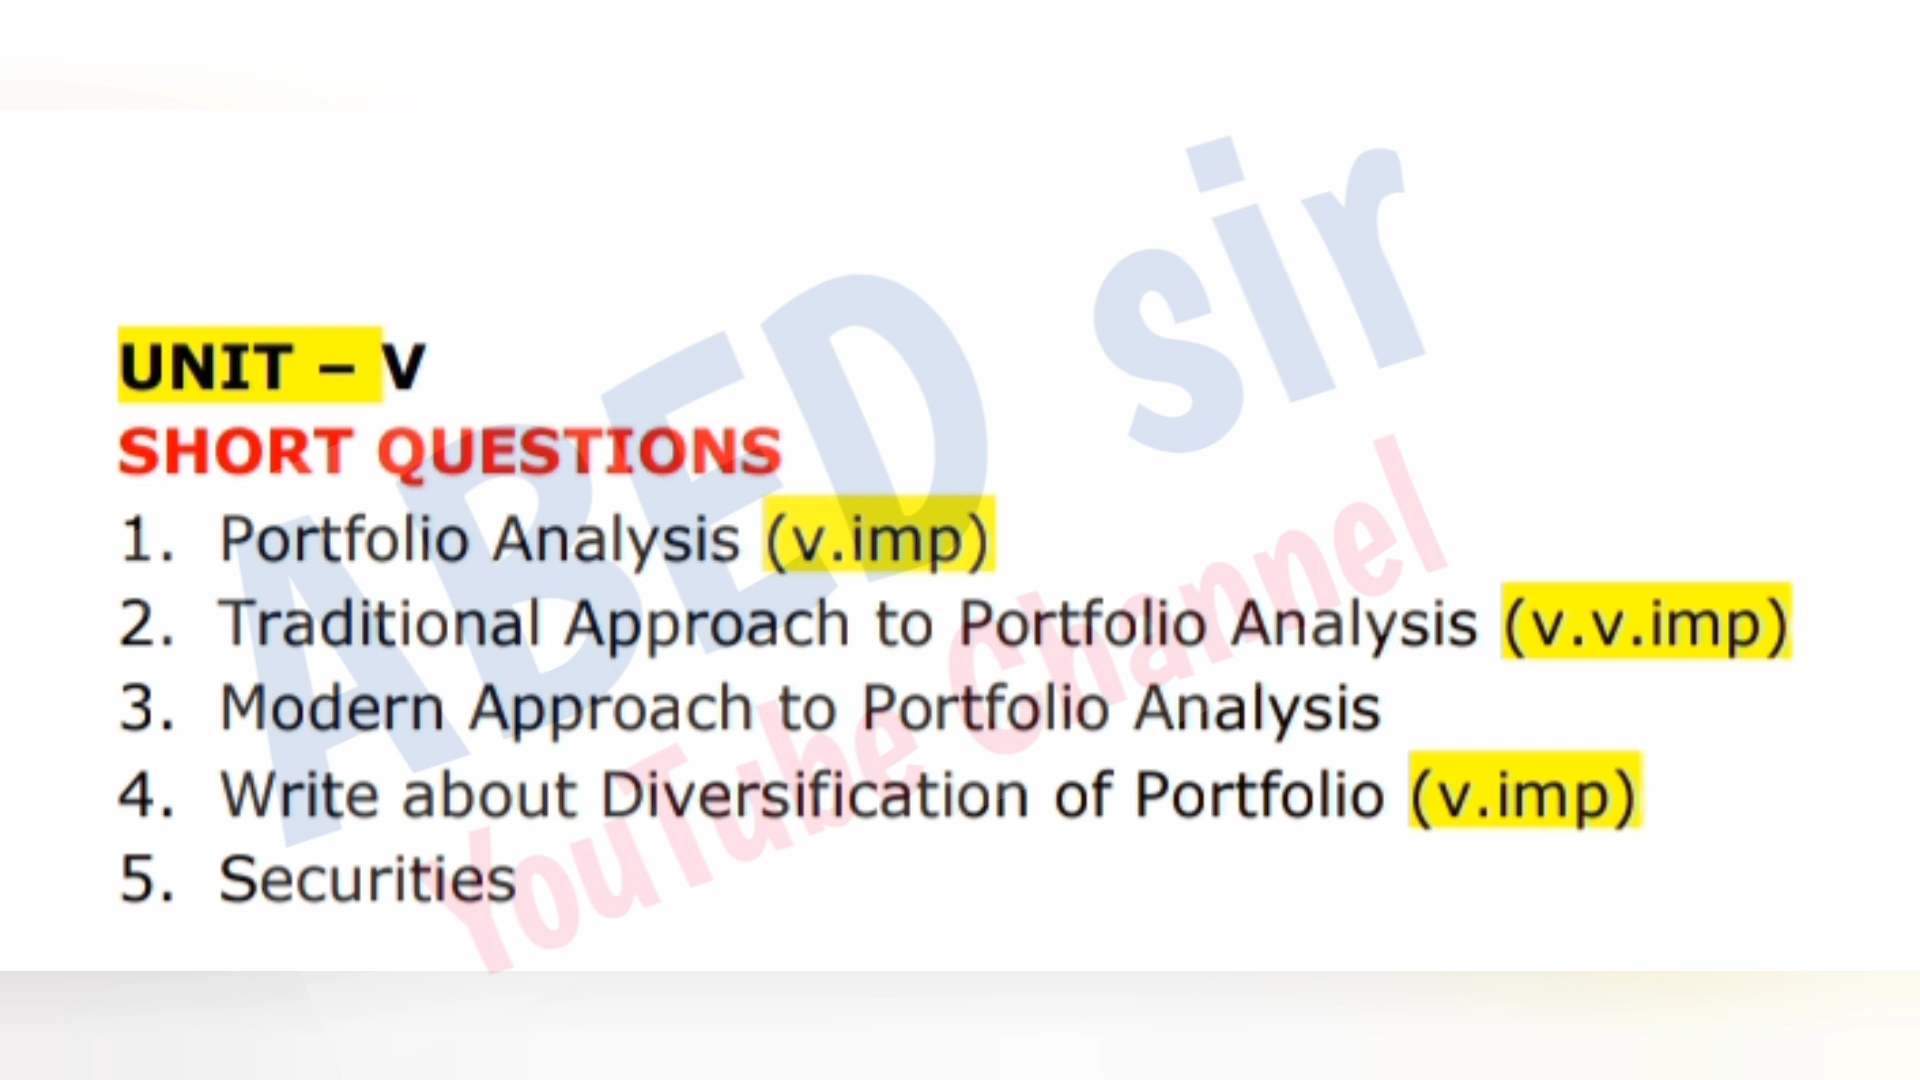 UNIT – V
SHORT QUESTIONS
1. Portfolio Analysis (v.imp)
2. Traditional Approach to Portfolio Analysis (v.v.imp)
3. Modern Approach to Portfolio Analysis
4. Write about Diversification of Portfolio (v.imp)
5. Securities
ABED sir
YouTube Channel